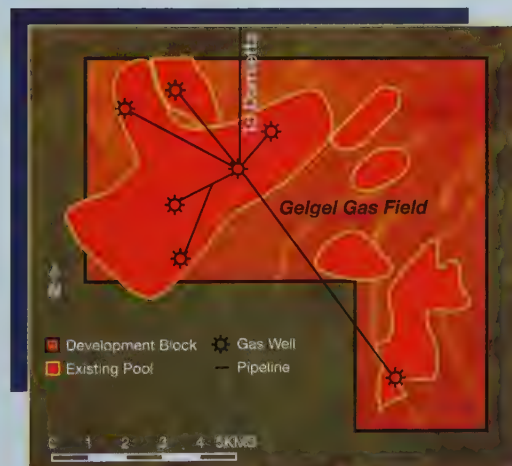 Gelgel Gas Field
Development Block
Gas Well
Existing Pool
Pipeline
0 1 2 3 4 5KMS